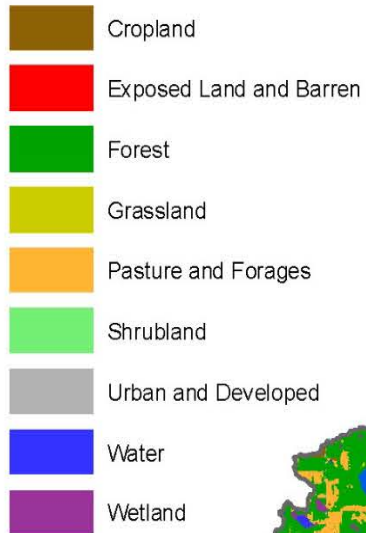 Cropland
Exposed Land and Barren
Forest
Grassland
Pasture and Forages
Shrubland
Urban and Developed
Water
Wetland